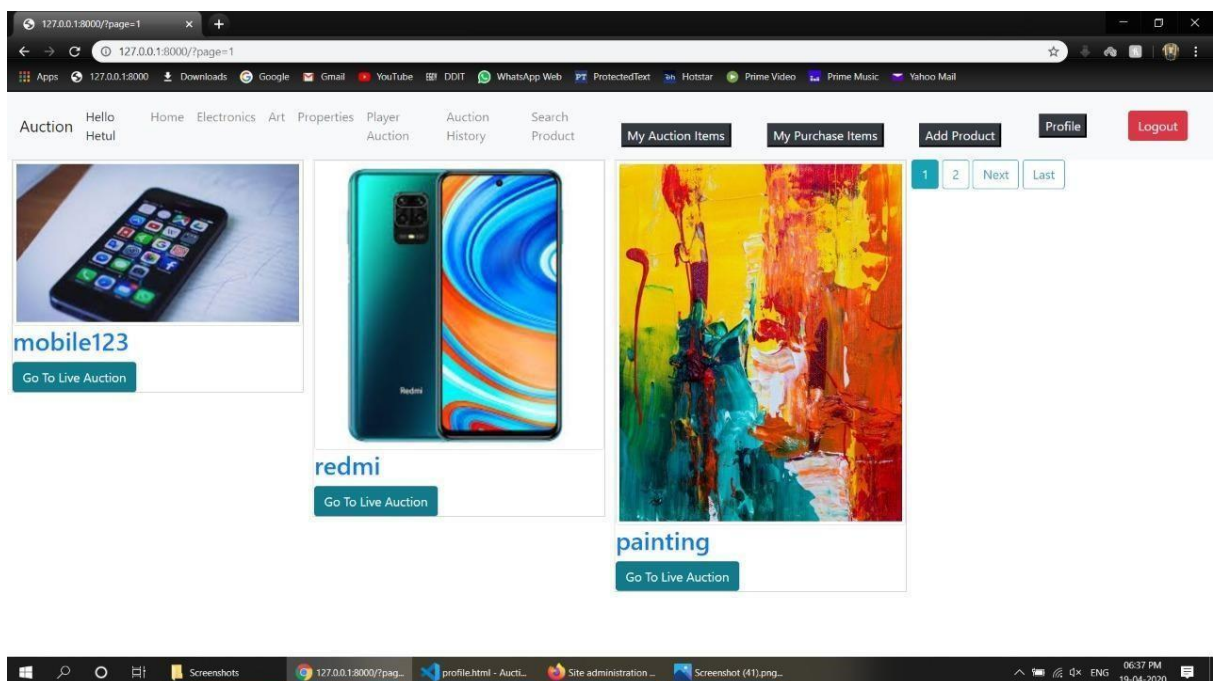 127.0.0.1:8000/?page=1
127.0.0.1:8000/?page=1
Apps 127.0.0.1:8000 Downloads Google Gmail YouTube DDIT WhatsApp Web PT ProtectedText Hotstar Prime Video Prime Music Yahoo Mail
Auction
Hello
Hetul
Home Electronics Art Properties
Player
Auction
Auction
History
Search
Product
My Auction Items My Purchase Items Add Product Profile Logout
1 2 Next Last
mobile123
Go To Live Auction
Redmi
redmi
Go To Live Auction
painting
Go To Live Auction
Screenshots 127.0.0.1:8000/?pag... profile.html - Aucti... Site administration ... Screenshot (41).png... ENG 06:37 PM
19-04-2020